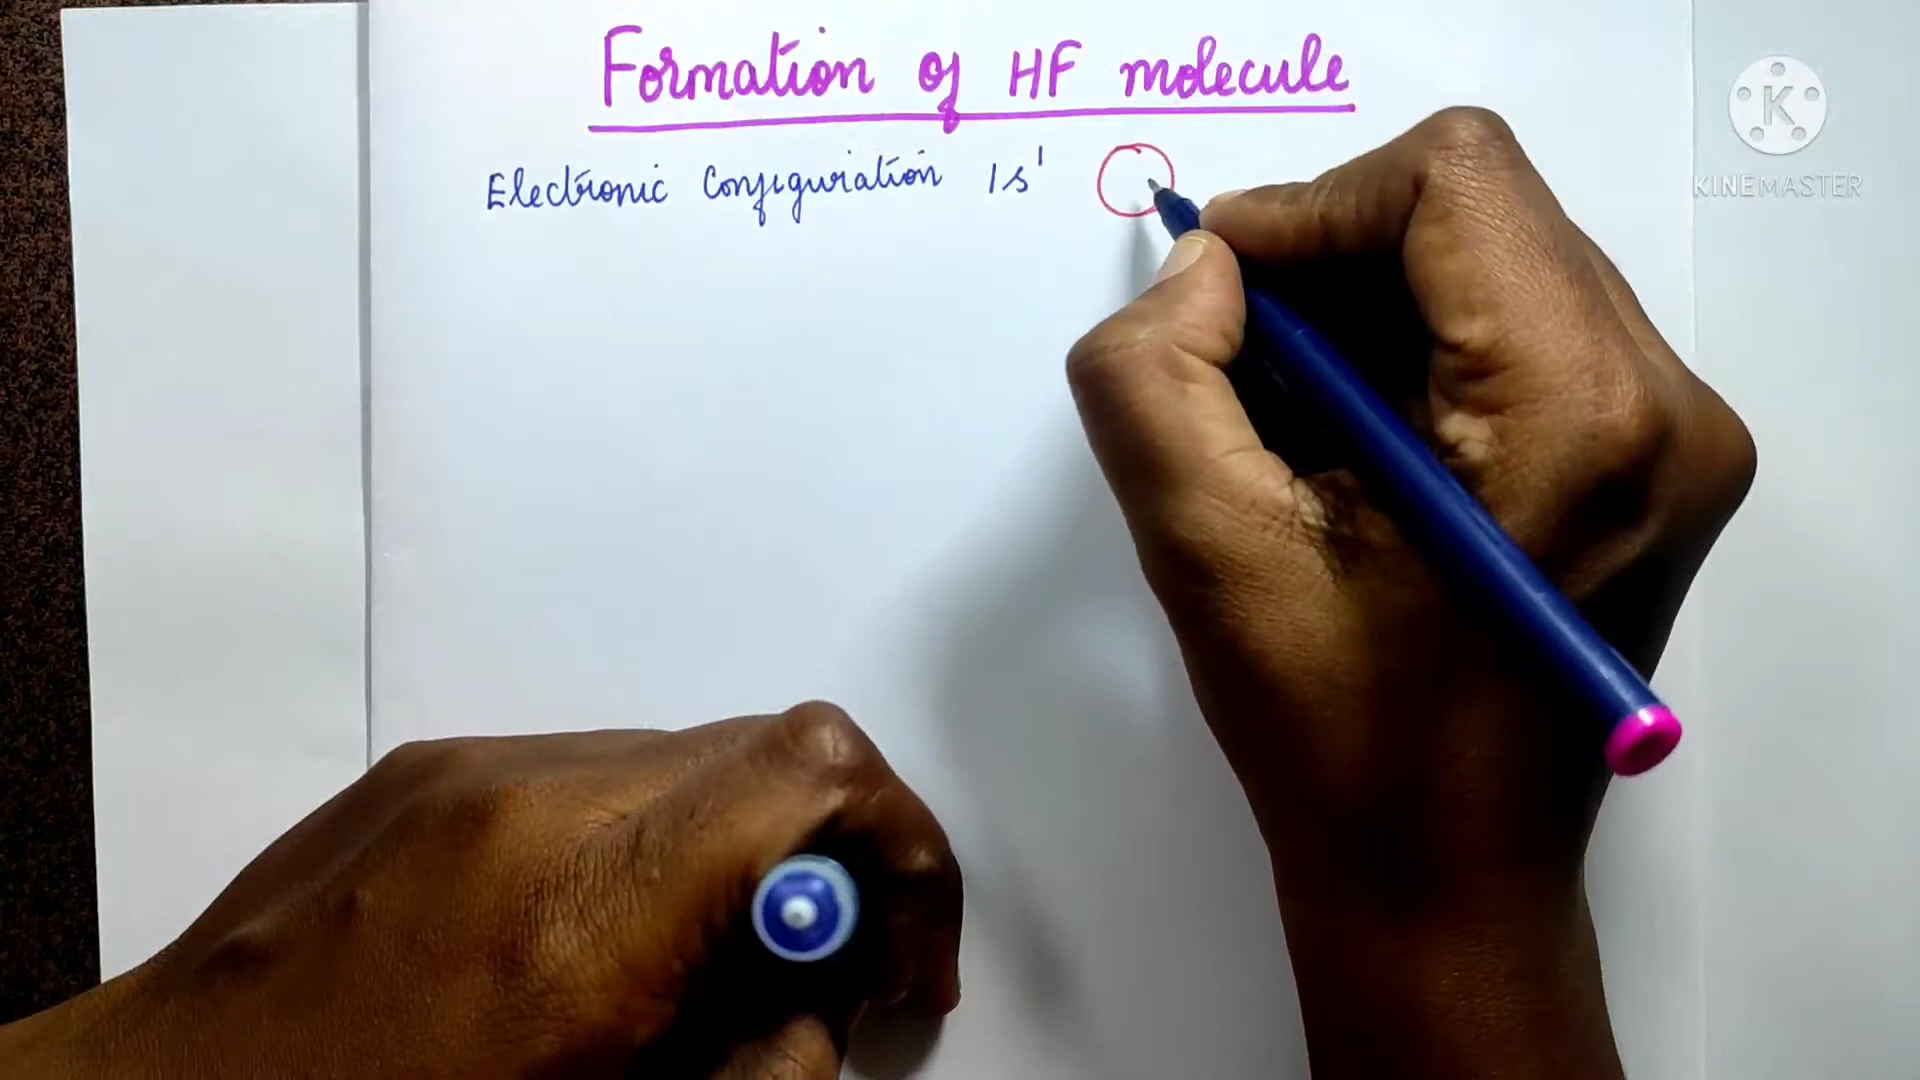 Formation of HF molecule
Electronic Configuration 1s¹
K
KINEMASTER